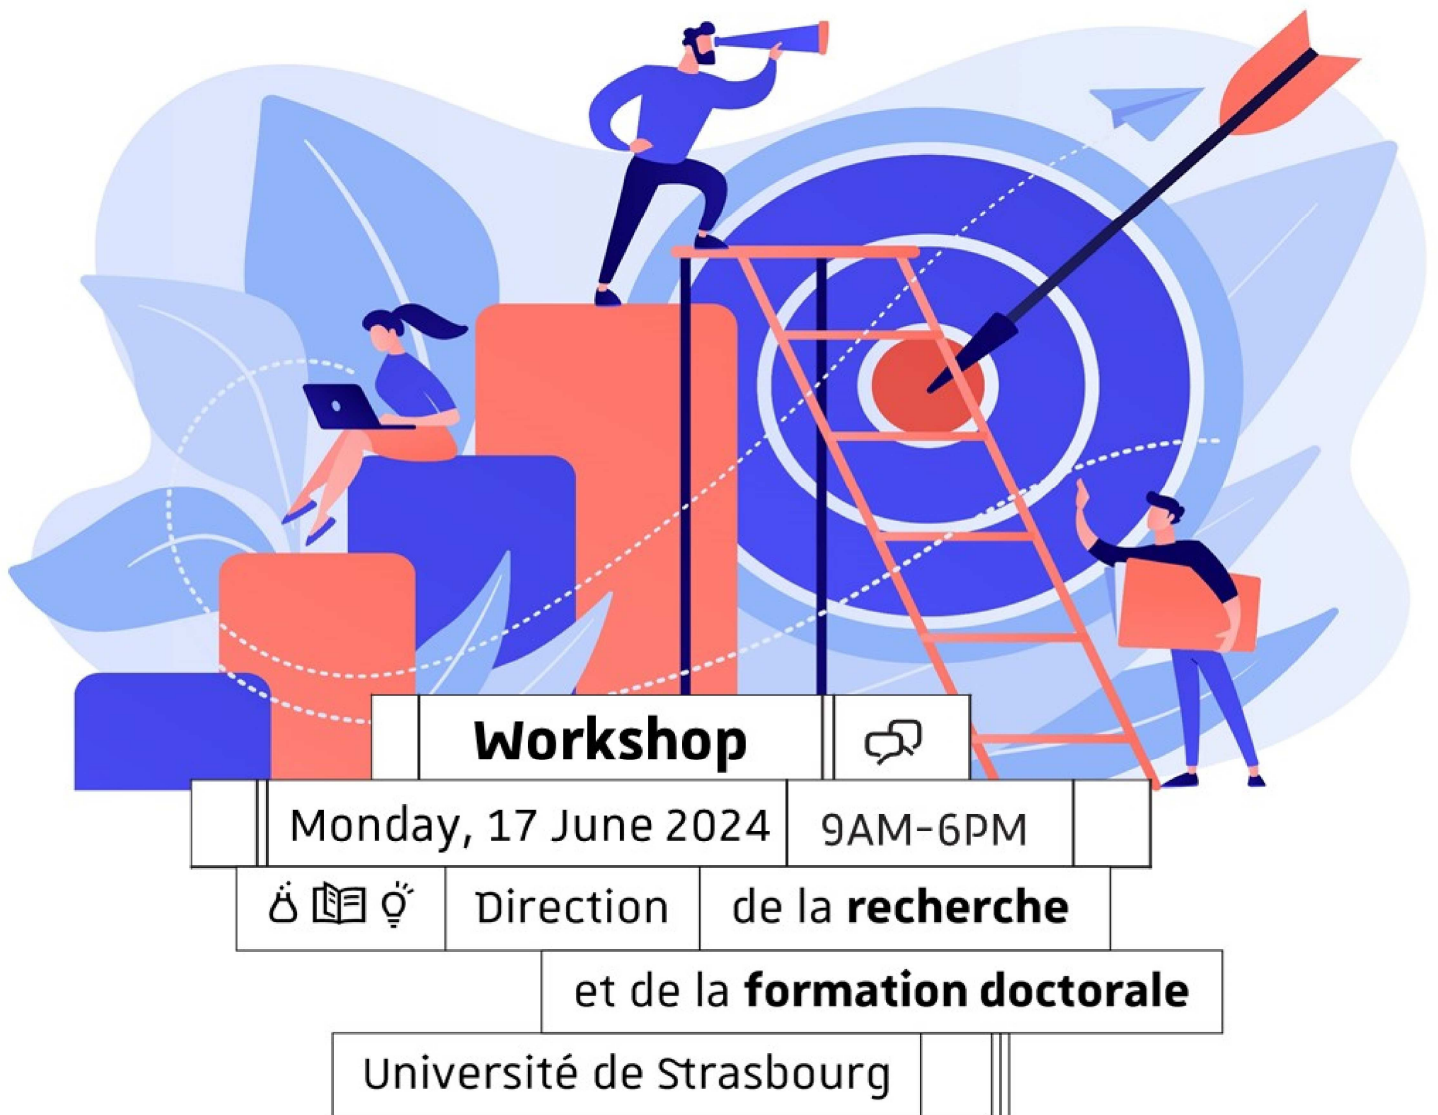 Workshop
Monday, 17 June 2024 9AM-6PM
Direction de la recherche
et de la formation doctorale
Université de Strasbourg